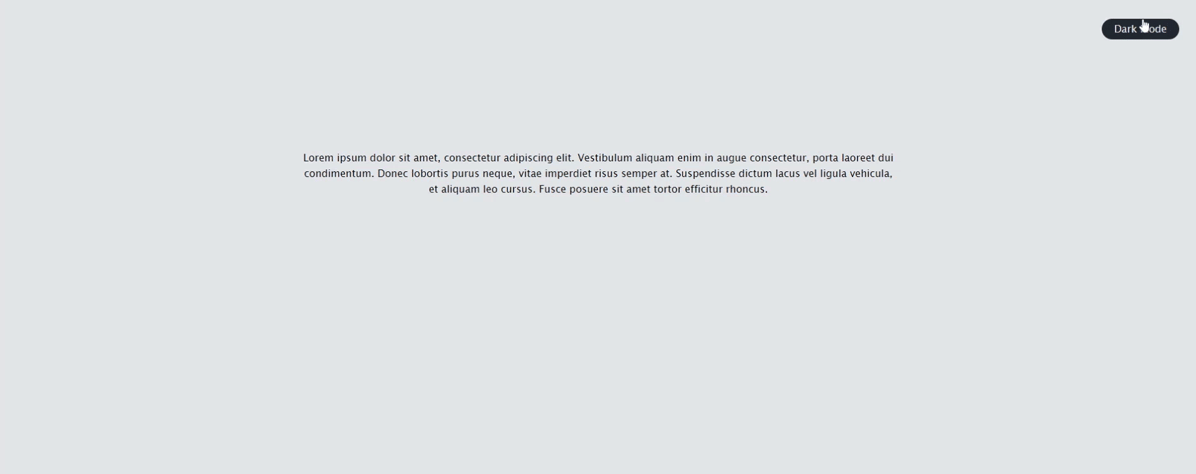 Dark
Lorem ipsum dolor sit amet, consectetur adipiscing elit. Vestibulum aliquam enim in augue consectetur, porta laoreet dui
condimentum. Donec lobortis purus neque, vitae imperdiet risus semper at. Suspendisse dictum lacus vel ligula vehicula,
et aliquam leo cursus. Fusce posuere sit amet tortor efficitur rhoncus.